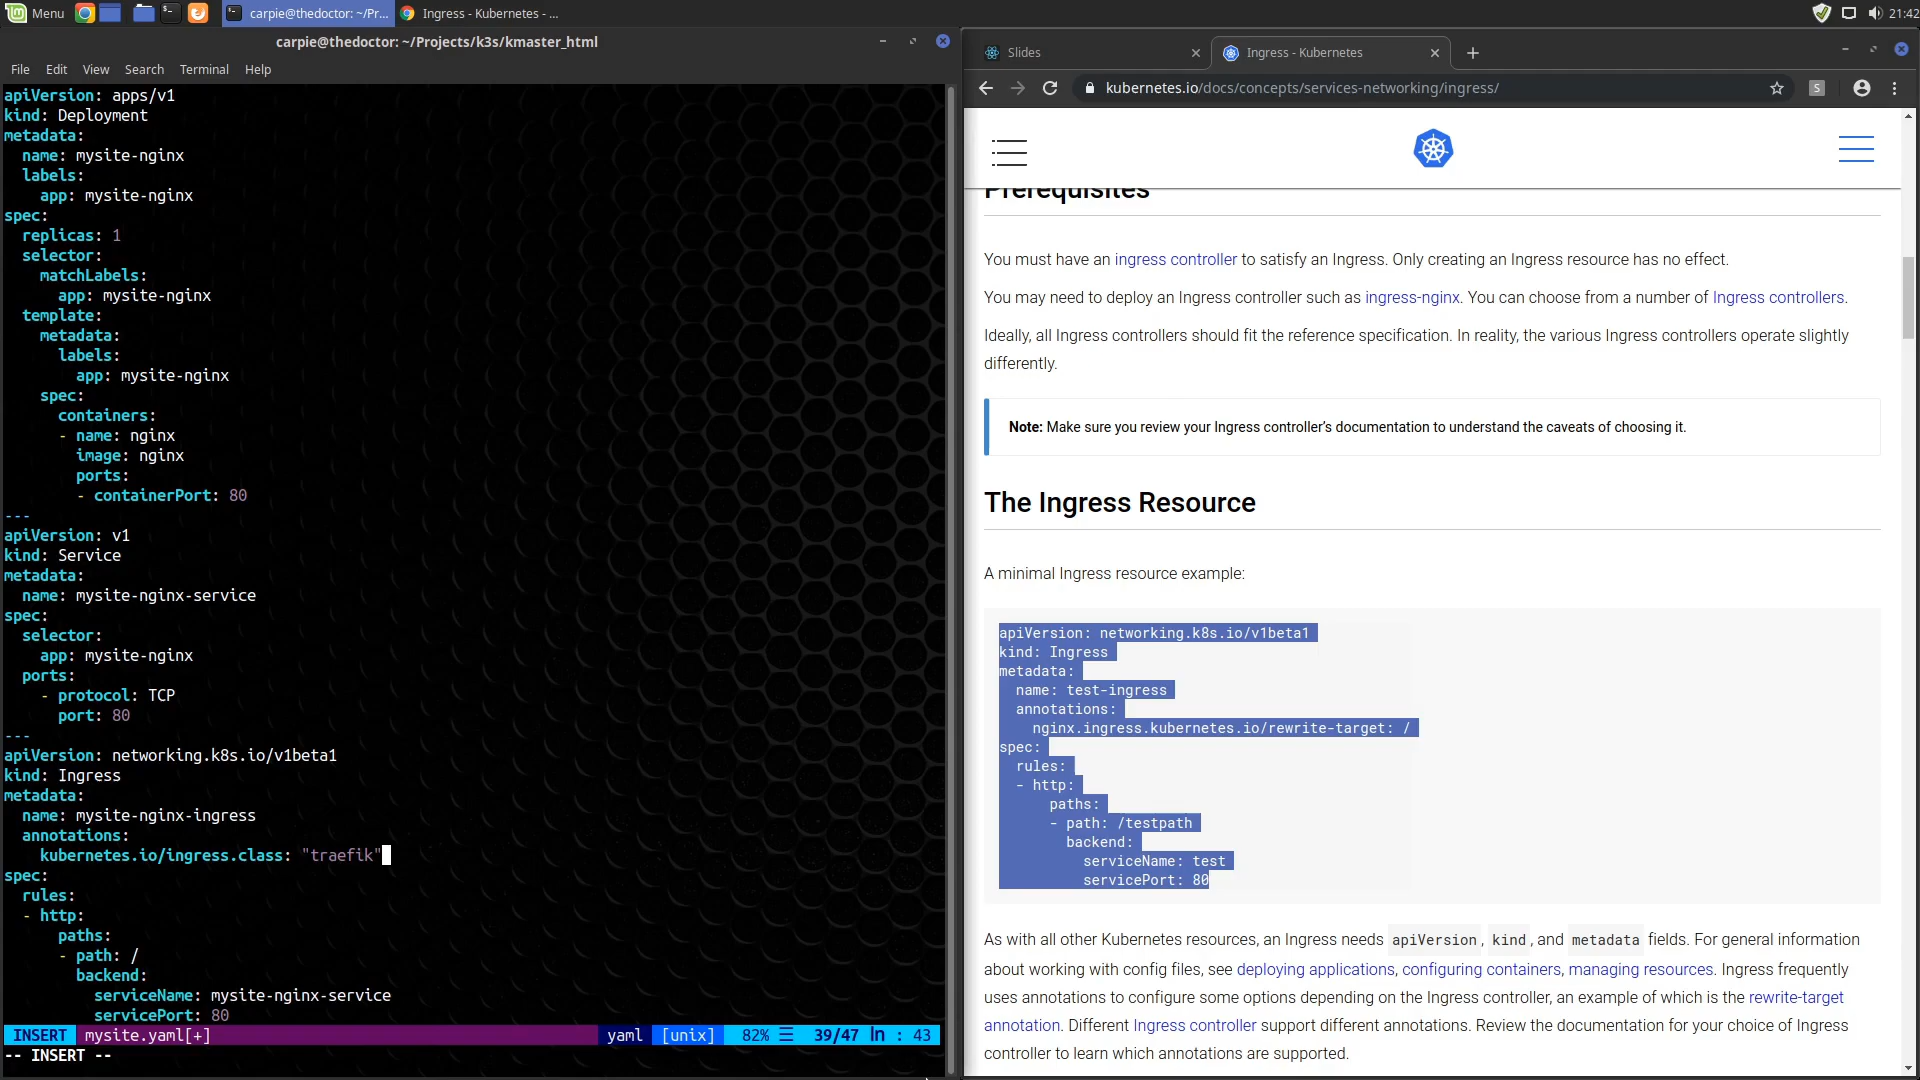 Menu
carpie@thedoctor: ~/Pr...
Ingress - Kubernetes - ...
21:42
carpie@thedoctor: ~/Projects/k3s/kmaster_html
File Edit View Search Terminal Help
apiVersion: apps/v1
kind: Deployment
metadata:
  name: mysite-nginx
  labels:
    app: mysite-nginx
spec:
  replicas: 1
  selector:
    matchLabels:
      app: mysite-nginx
  template:
    metadata:
      labels:
        app: mysite-nginx
    spec:
      containers:
      - name: nginx
        image: nginx
        ports:
        - containerPort: 80
---
apiVersion: v1
kind: Service
metadata:
  name: mysite-nginx-service
spec:
  selector:
    app: mysite-nginx
  ports:
    - protocol: TCP
      port: 80
---
apiVersion: networking.k8s.io/v1beta1
kind: Ingress
metadata:
  name: mysite-nginx-ingress
  annotations:
    kubernetes.io/ingress.class: "traefik"
spec:
  rules:
  - http:
      paths:
      - path: /
        backend:
          serviceName: mysite-nginx-service
          servicePort: 80
INSERT mysite.yaml[+] yaml [unix] 82% ☰ 39/47 ln : 43
-- INSERT --
Slides
Ingress - Kubernetes
kubernetes.io/docs/concepts/services-networking/ingress/
S
Prerequisites
You must have an ingress controller to satisfy an Ingress. Only creating an Ingress resource has no effect.
You may need to deploy an Ingress controller such as ingress-nginx. You can choose from a number of Ingress controllers.
Ideally, all Ingress controllers should fit the reference specification. In reality, the various Ingress controllers operate slightly
differently.
Note: Make sure you review your Ingress controller’s documentation to understand the caveats of choosing it.
The Ingress Resource
A minimal Ingress resource example:
apiVersion: networking.k8s.io/v1beta1
kind: Ingress
metadata:
  name: test-ingress
  annotations:
    nginx.ingress.kubernetes.io/rewrite-target: /
spec:
  rules:
  - http:
      paths:
      - path: /testpath
        backend:
          serviceName: test
          servicePort: 80
As with all other Kubernetes resources, an Ingress needs apiVersion, kind, and metadata fields. For general information
about working with config files, see deploying applications, configuring containers, managing resources. Ingress frequently
uses annotations to configure some options depending on the Ingress controller, an example of which is the rewrite-target
annotation. Different Ingress controller support different annotations. Review the documentation for your choice of Ingress
controller to learn which annotations are supported.